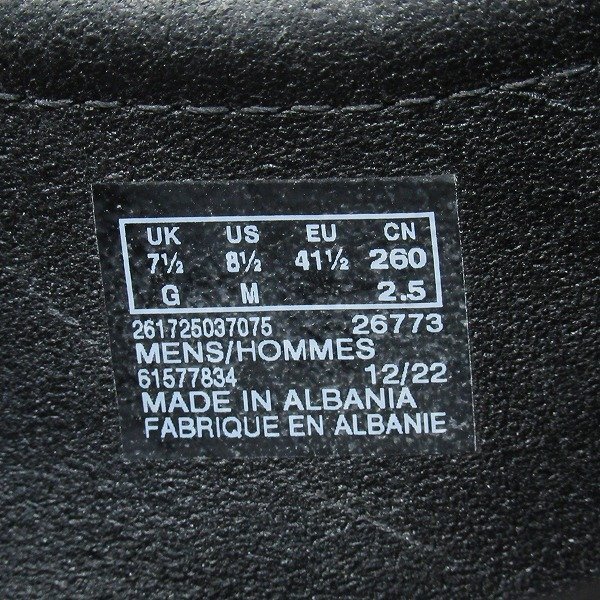 UK US EU CN
7½ 8½ 41½ 260
G M 2.5
261725037075 26773
MENS/HOMMES
61577834 12/22
MADE IN ALBANIA
FABRIQUE EN ALBANIE